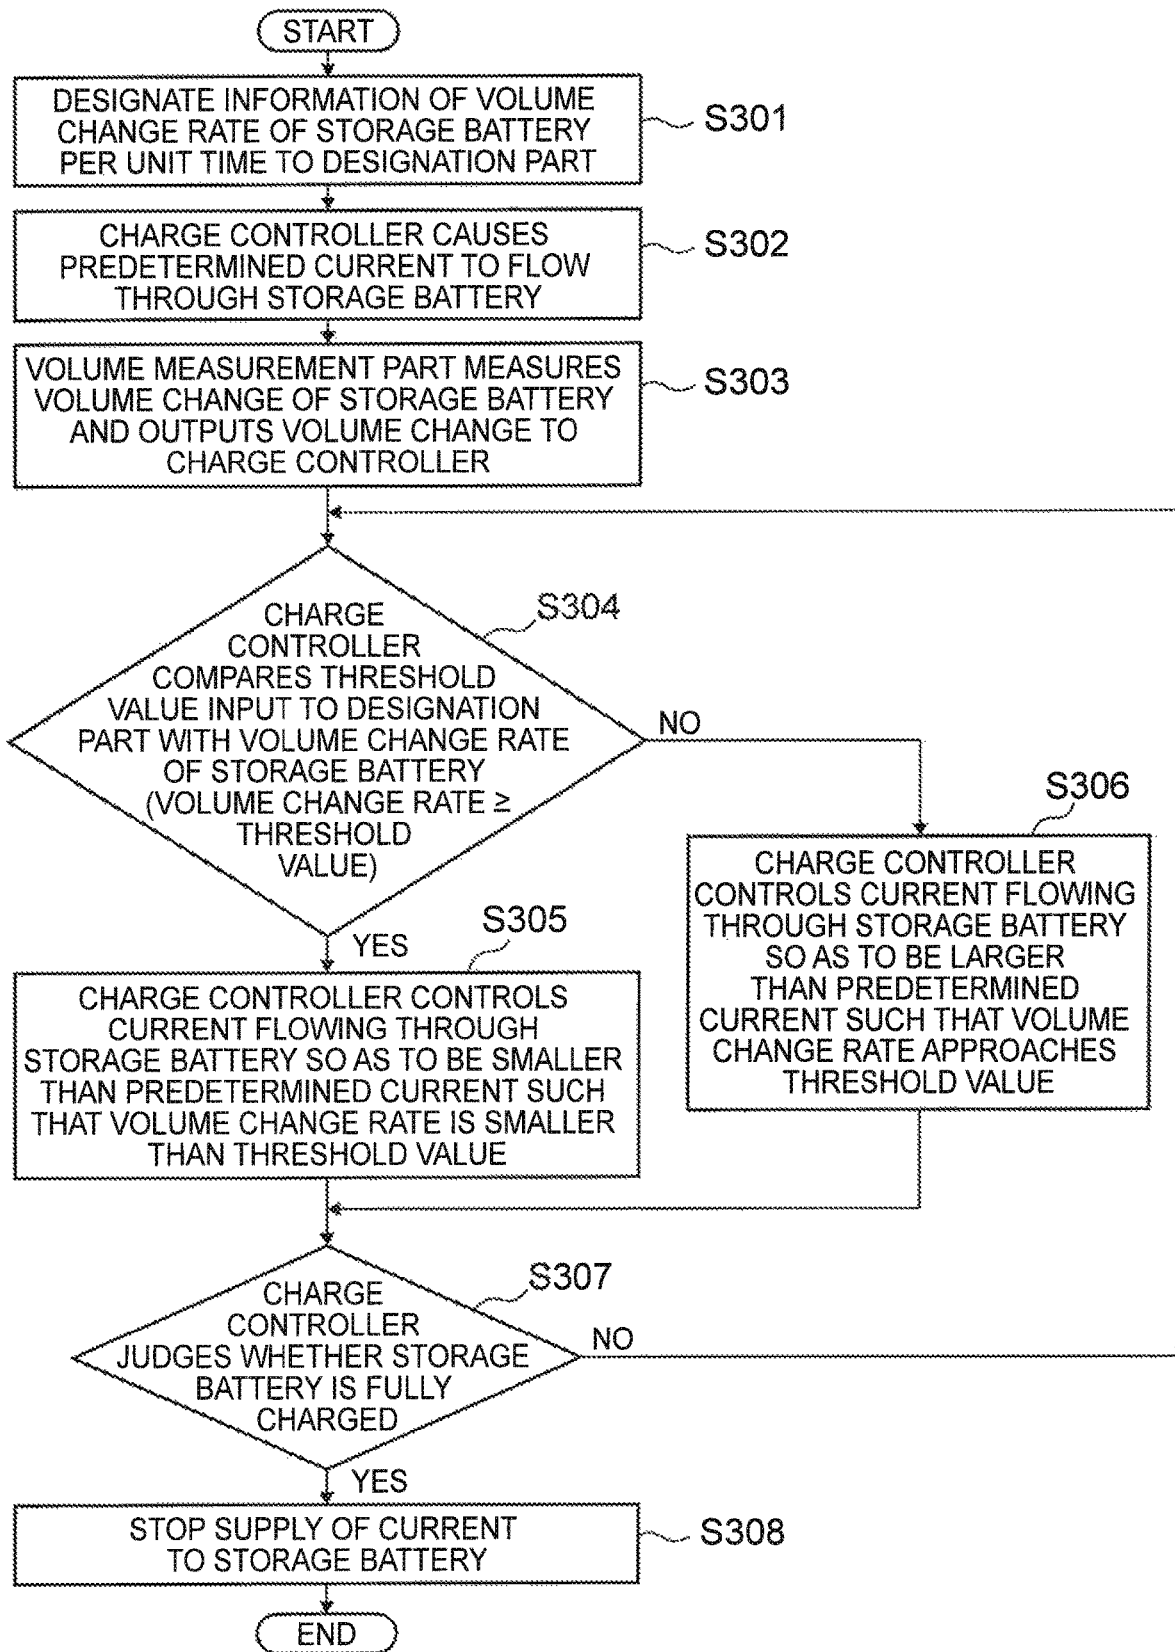 START
DESIGNATE INFORMATION OF VOLUME
CHANGE RATE OF STORAGE BATTERY
PER UNIT TIME TO DESIGNATION PART
S301
CHARGE CONTROLLER CAUSES
PREDETERMINED CURRENT TO FLOW
THROUGH STORAGE BATTERY
S302
VOLUME MEASUREMENT PART MEASURES
VOLUME CHANGE OF STORAGE BATTERY
AND OUTPUTS VOLUME CHANGE TO
CHARGE CONTROLLER
S303
CHARGE
CONTROLLER
COMPARES THRESHOLD
VALUE INPUT TO DESIGNATION
PART WITH VOLUME CHANGE RATE
OF STORAGE BATTERY
(VOLUME CHANGE RATE ≥
THRESHOLD
VALUE)
S304
NO
YES
S305
CHARGE CONTROLLER CONTROLS
CURRENT FLOWING THROUGH
STORAGE BATTERY SO AS TO BE SMALLER
THAN PREDETERMINED CURRENT SUCH
THAT VOLUME CHANGE RATE IS SMALLER
THAN THRESHOLD VALUE
S306
CHARGE CONTROLLER
CONTROLS CURRENT FLOWING
THROUGH STORAGE BATTERY
SO AS TO BE LARGER
THAN PREDETERMINED
CURRENT SUCH THAT VOLUME
CHANGE RATE APPROACHES
THRESHOLD VALUE
CHARGE
CONTROLLER
JUDGES WHETHER STORAGE
BATTERY IS FULLY
CHARGED
S307
NO
YES
STOP SUPPLY OF CURRENT
TO STORAGE BATTERY
S308
END